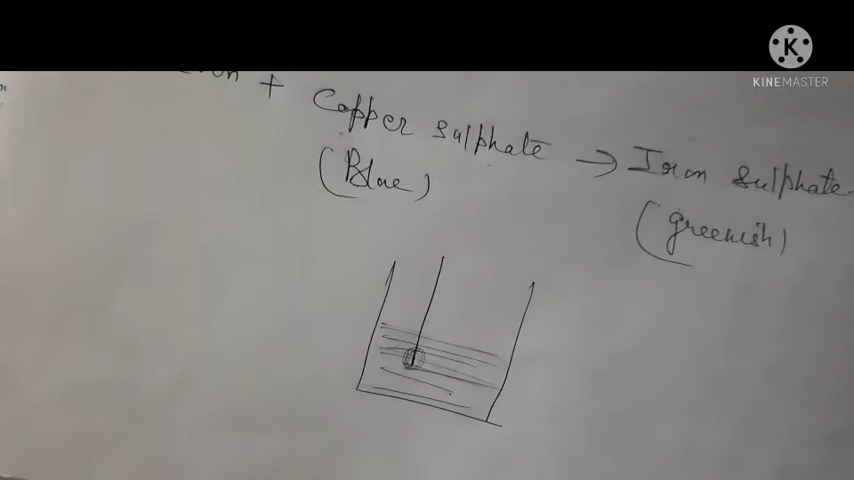 + Copper sulphate → Iron sulphate
(Blue)
(greenish)
K
KINEMASTER